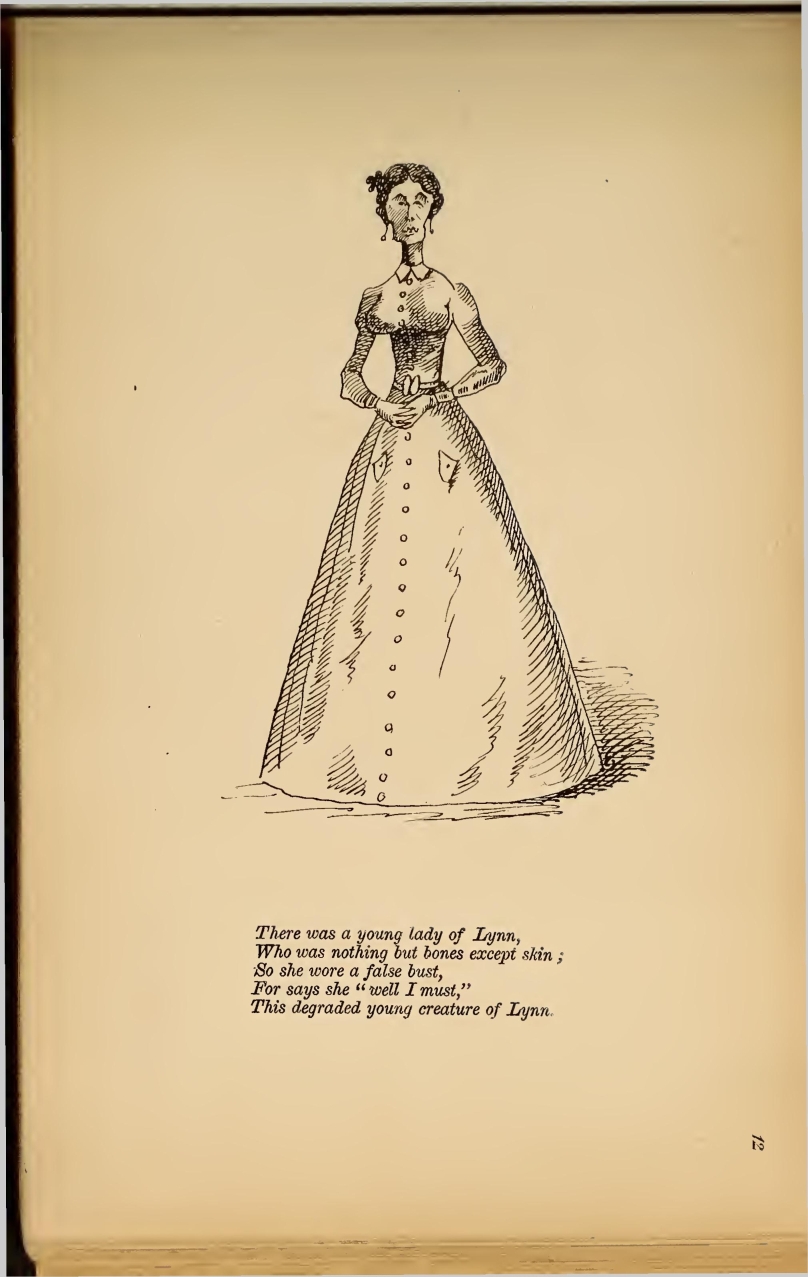 There was a young lady of Lynn,
Who was nothing but bones except skin ;
So she wore a false bust,
For says she “ well I must,”
This degraded young creature of Lynn.
12